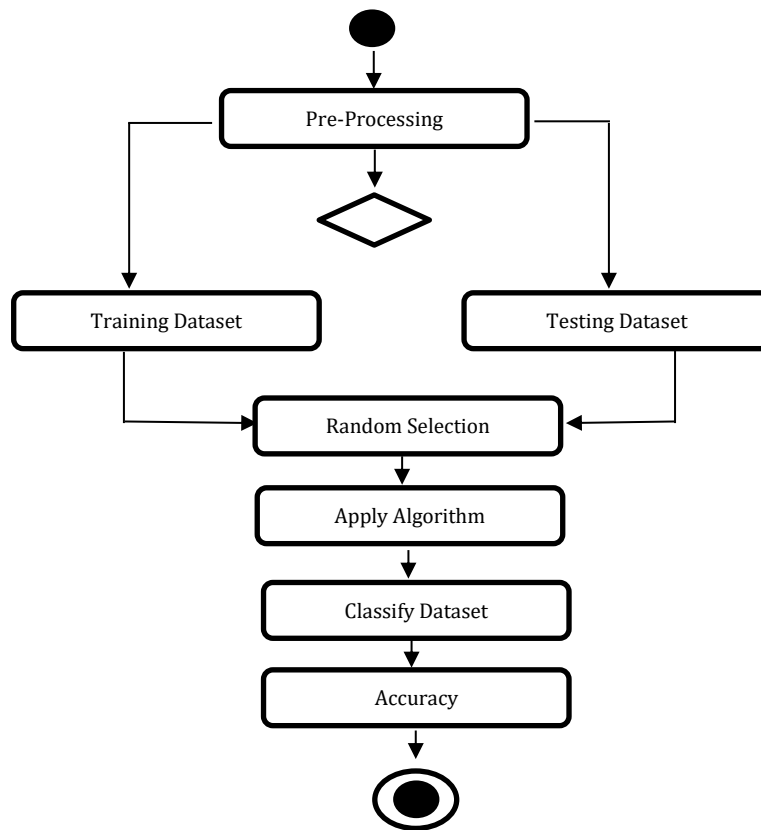 Pre-Processing
Training Dataset
Testing Dataset
Random Selection
Apply Algorithm
Classify Dataset
Accuracy